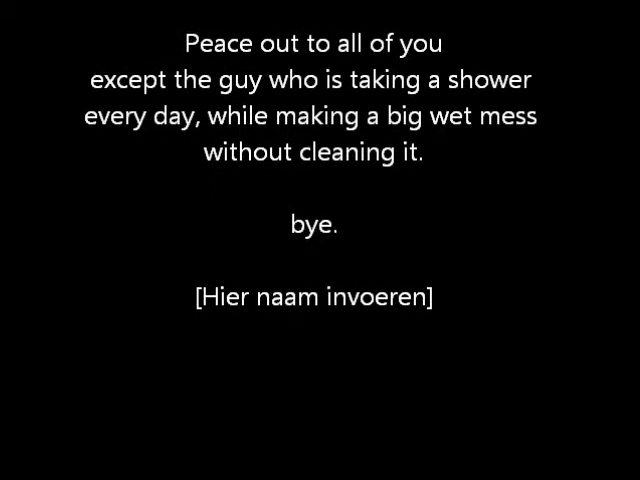 Peace out to all of you
except the guy who is taking a shower
every day, while making a big wet mess
without cleaning it.
bye.
[Hier naam invoeren]